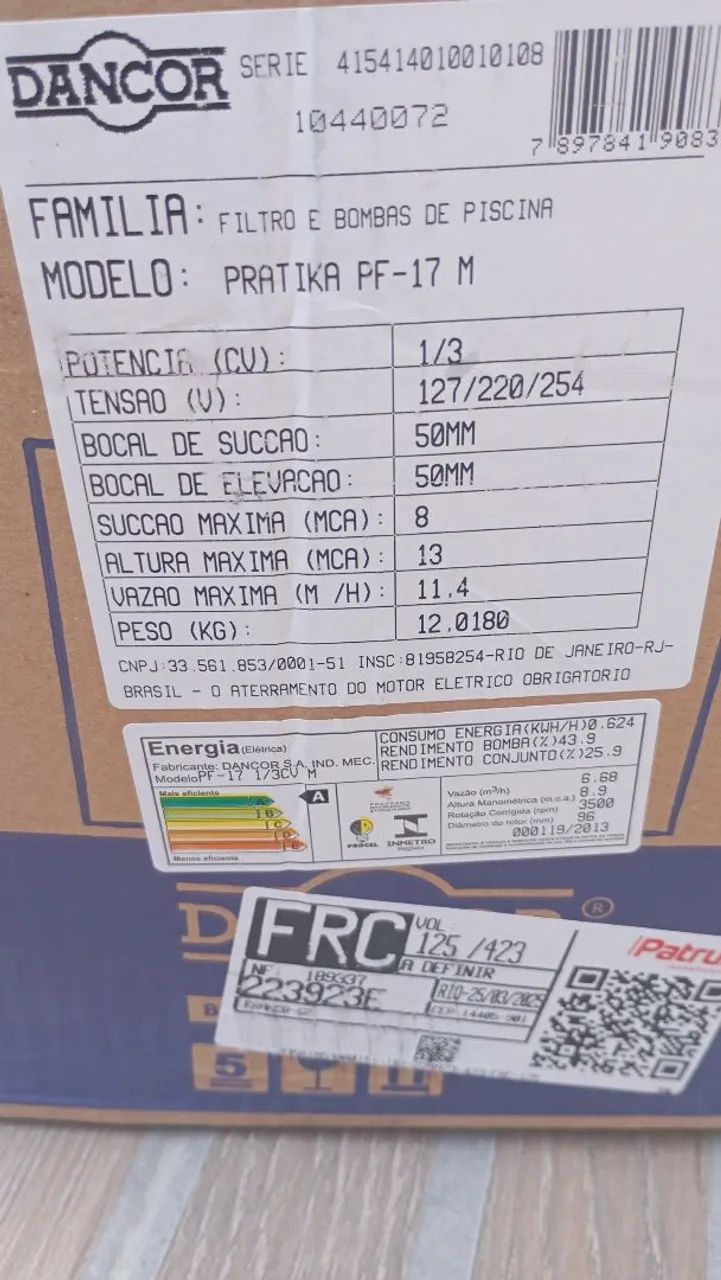 DANCOR
SERIE 415414010010108
10440072
7 897841 9083
FAMILIA: FILTRO E BOMBAS DE PISCINA
MODELO: PRATIKA PF-17 M
POTENCIA (CV): 1/3
TENSAO (V): 127/220/254
BOCAL DE SUCCAO: 50MM
BOCAL DE ELEVACAO: 50MM
SUCCAO MAXIMA (MCA): 8
ALTURA MAXIMA (MCA): 13
VAZAO MAXIMA (M /H): 11,4
PESO (KG): 12,0180
CNPJ:33.561.853/0001-51 INSC:81958254-RIO DE JANEIRO-RJ-
BRASIL - O ATERRAMENTO DO MOTOR ELETRICO OBRIGATORIO
Energia (Elétrica)
Fabricante: DANCOR S.A. IND. MEC.
Modelo PF-17 1/3CV M
CONSUMO ENERGIA(KWH/H)0.624
RENDIMENTO BOMBA(%)43.9
RENDIMENTO CONJUNTO(%)25.9
Mais eficiente
A
B
C
D
E
Menos eficiente
A
PROCEL
INMETRO
6.68
Vazão (m³/h) 8.9
Altura Manométrica (m.c.a.) 3500
Rotação Corrigida (rpm) 96
Diâmetro do rotor (mm)
000119/2013
D R ®
FRC
VOL
125 /423
A DEFINIR
NF: 189337
223923E
RIO-25/03/2025
CEP:14405-901
Patru
B
5